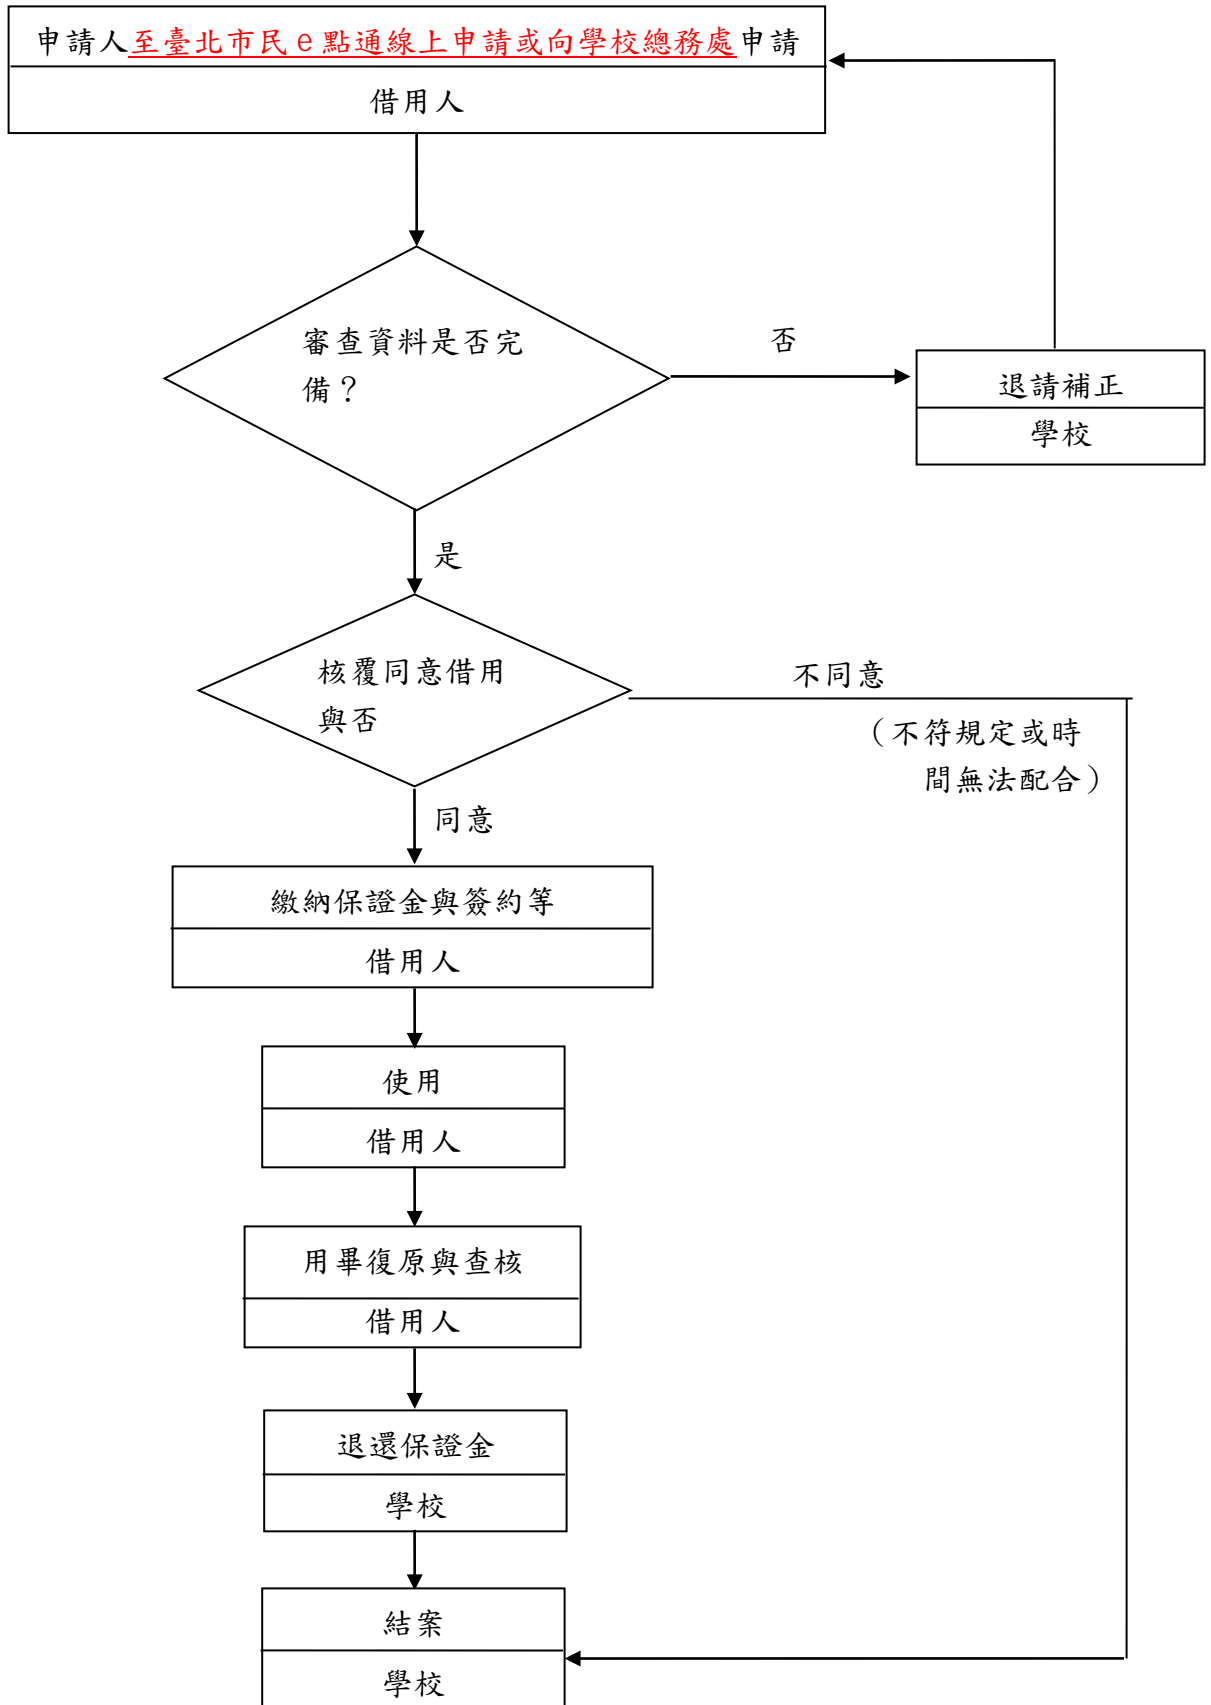 申請人至臺北市民e點通線上申請或向學校總務處申請
借用人
審查資料是否完
備？
否
退請補正
學校
是
核覆同意借用
與否
不同意
（不符規定或時
間無法配合）
同意
繳納保證金與簽約等
借用人
使用
借用人
用畢復原與查核
借用人
退還保證金
學校
結案
學校